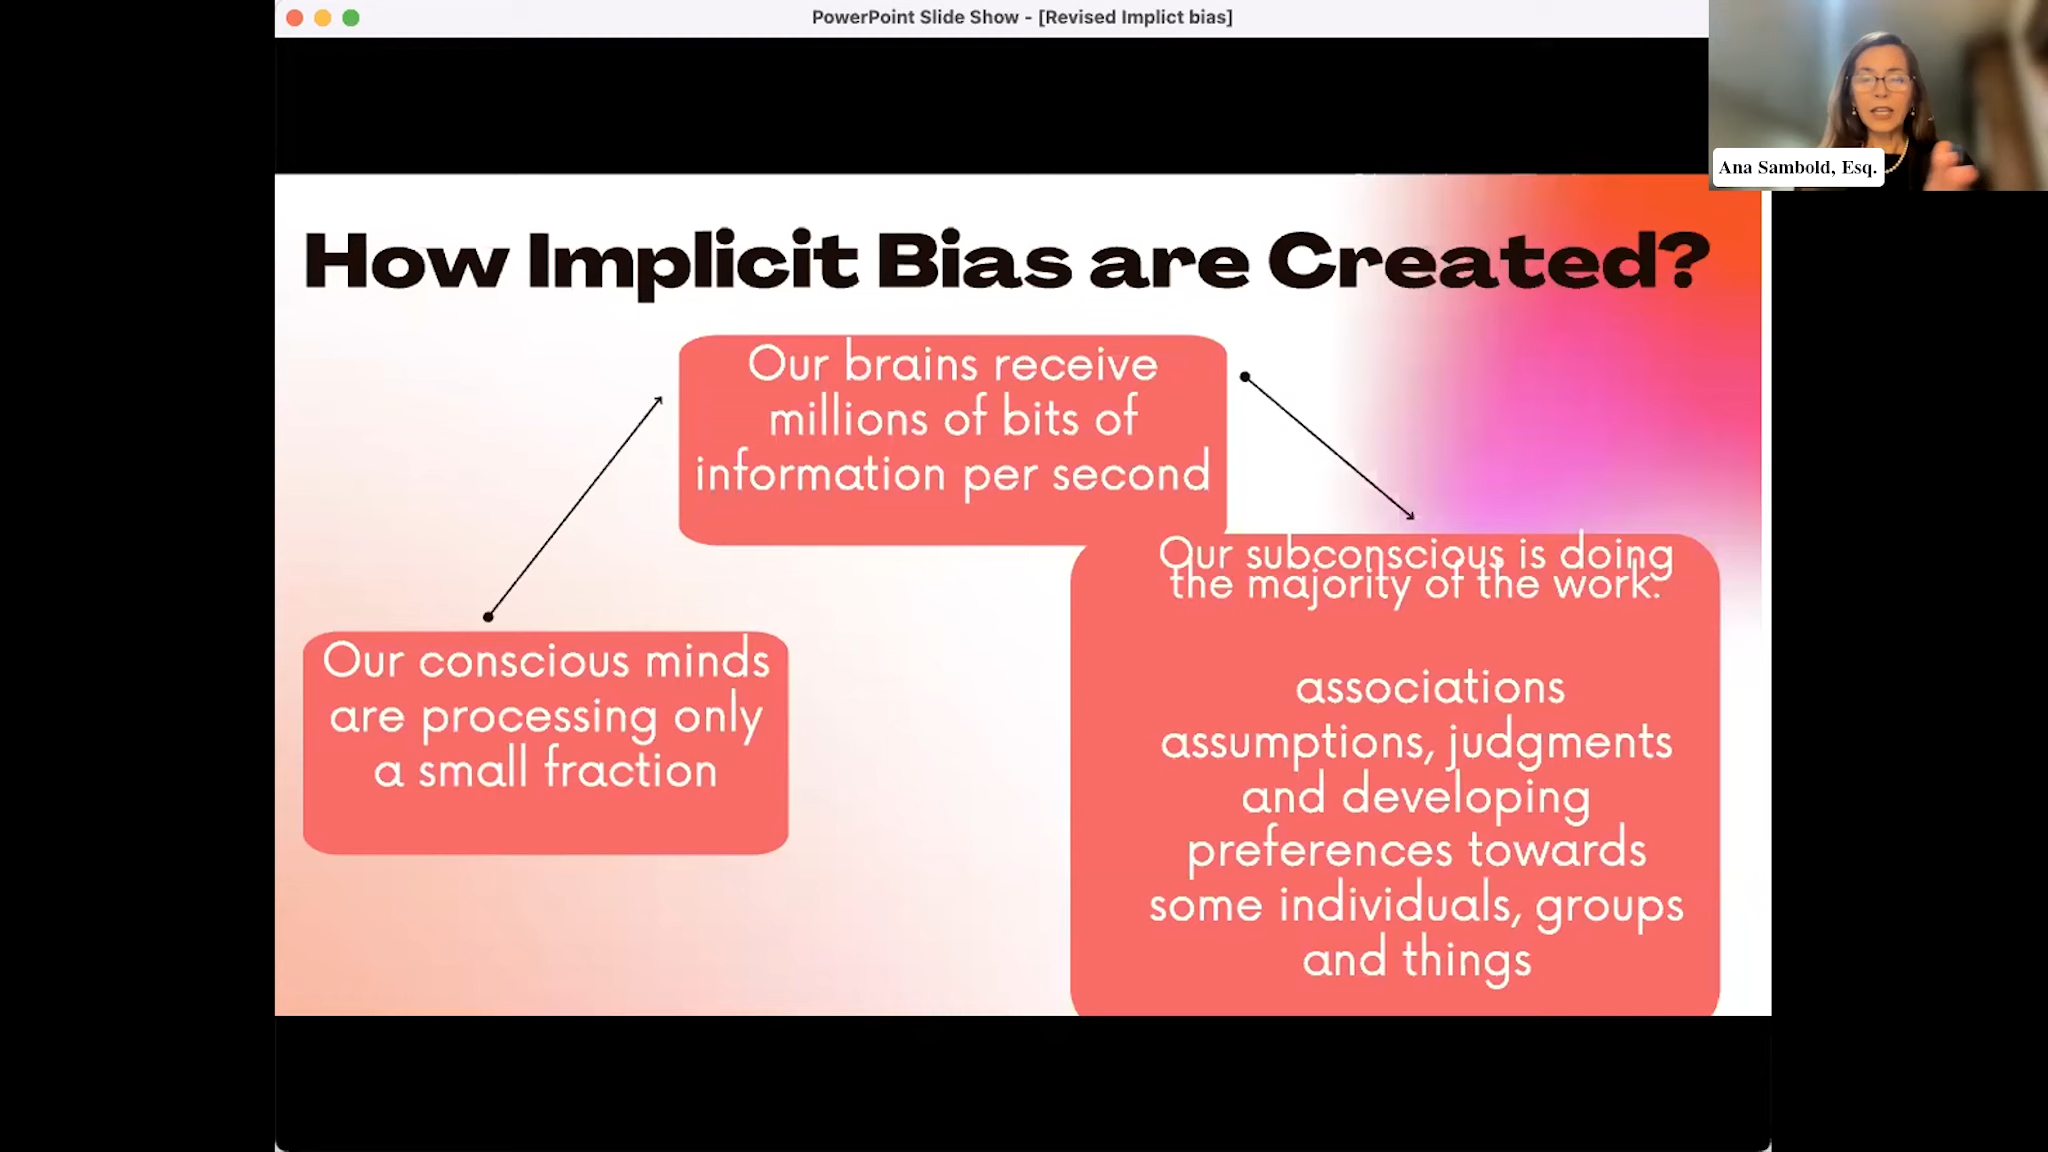 PowerPoint Slide Show - [Revised Implict bias]
Ana Sambold, Esq.
How Implicit Bias are Created?
Our brains receive
millions of bits of
information per second
Our conscious minds
are processing only
a small fraction
Our subconscious is doing
the majority of the work.
associations
assumptions, judgments
and developing
preferences towards
some individuals, groups
and things